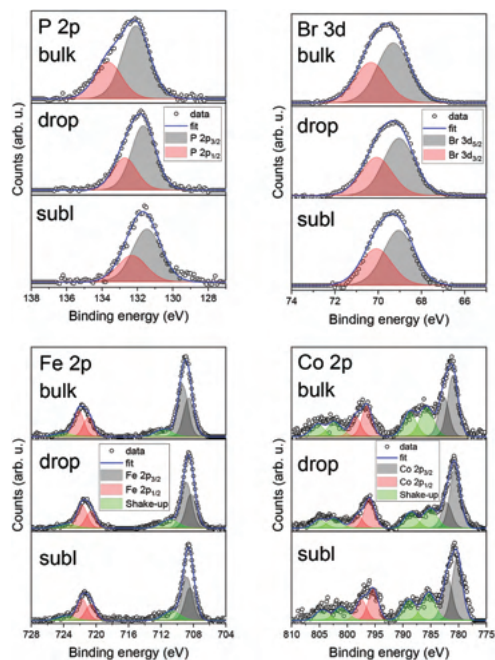 P 2p
bulk
data
fit
P 2p3/2
P 2p1/2
drop
subl
Counts (arb. u.)
138 136 134 132 130 128
Binding energy (eV)
Br 3d
bulk
drop
data
fit
Br 3d5/2
Br 3d3/2
subl
Counts (arb. u.)
74 72 70 68 66
Binding energy (eV)
Fe 2p
bulk
drop
data
fit
Fe 2p3/2
Fe 2p1/2
Shake-up
subl
Counts (arb. u.)
728 724 720 716 712 708 704
Binding energy (eV)
Co 2p
bulk
data
fit
Co 2p3/2
Co 2p1/2
Shake-up
drop
subl
Counts (arb. u.)
810 805 800 795 790 785 780 775
Binding energy (eV)